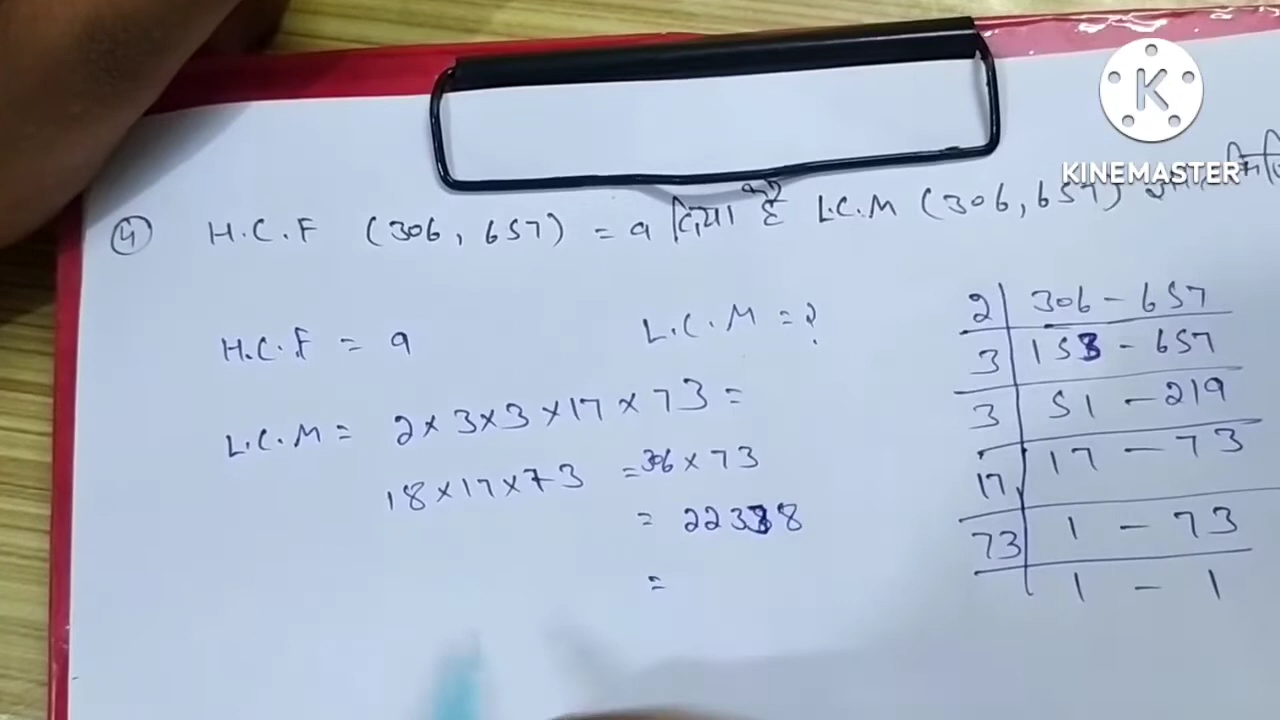 KINEMASTER
④ H.C.F (306, 657) = 9 दिया है L.C.M (306, 657)
H.C.F = 9 L.C.M = ?
L.C.M = 2 × 3 × 3 × 17 × 73 =
18 × 17 × 73 = 306 × 73
= 22338
=
2 | 306 - 657
3 | 153 - 657
3 | 51 - 219
17 | 17 - 73
73 | 1 - 73
1 - 1